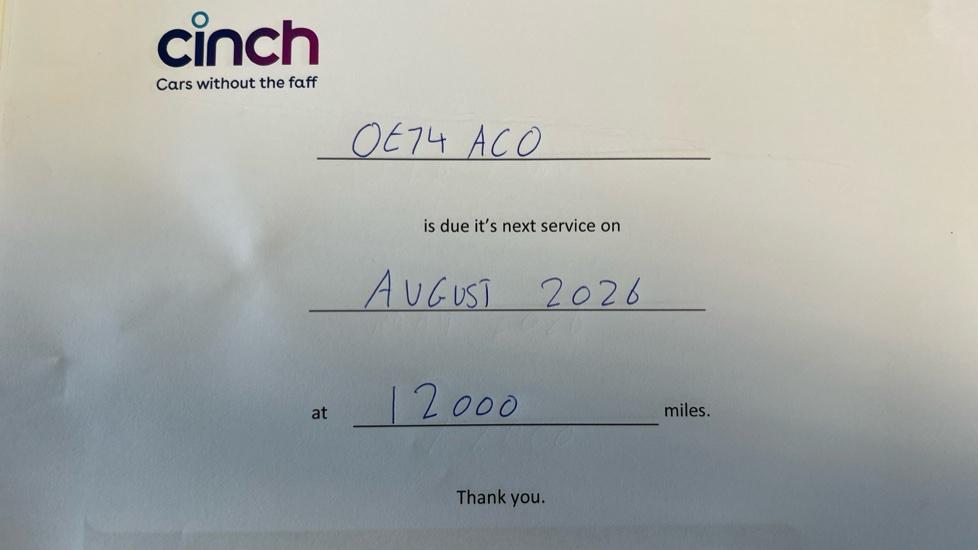 cinch
Cars without the faff
OE74 ACO
is due it's next service on
AUGUST 2026
at 12000 miles.
Thank you.